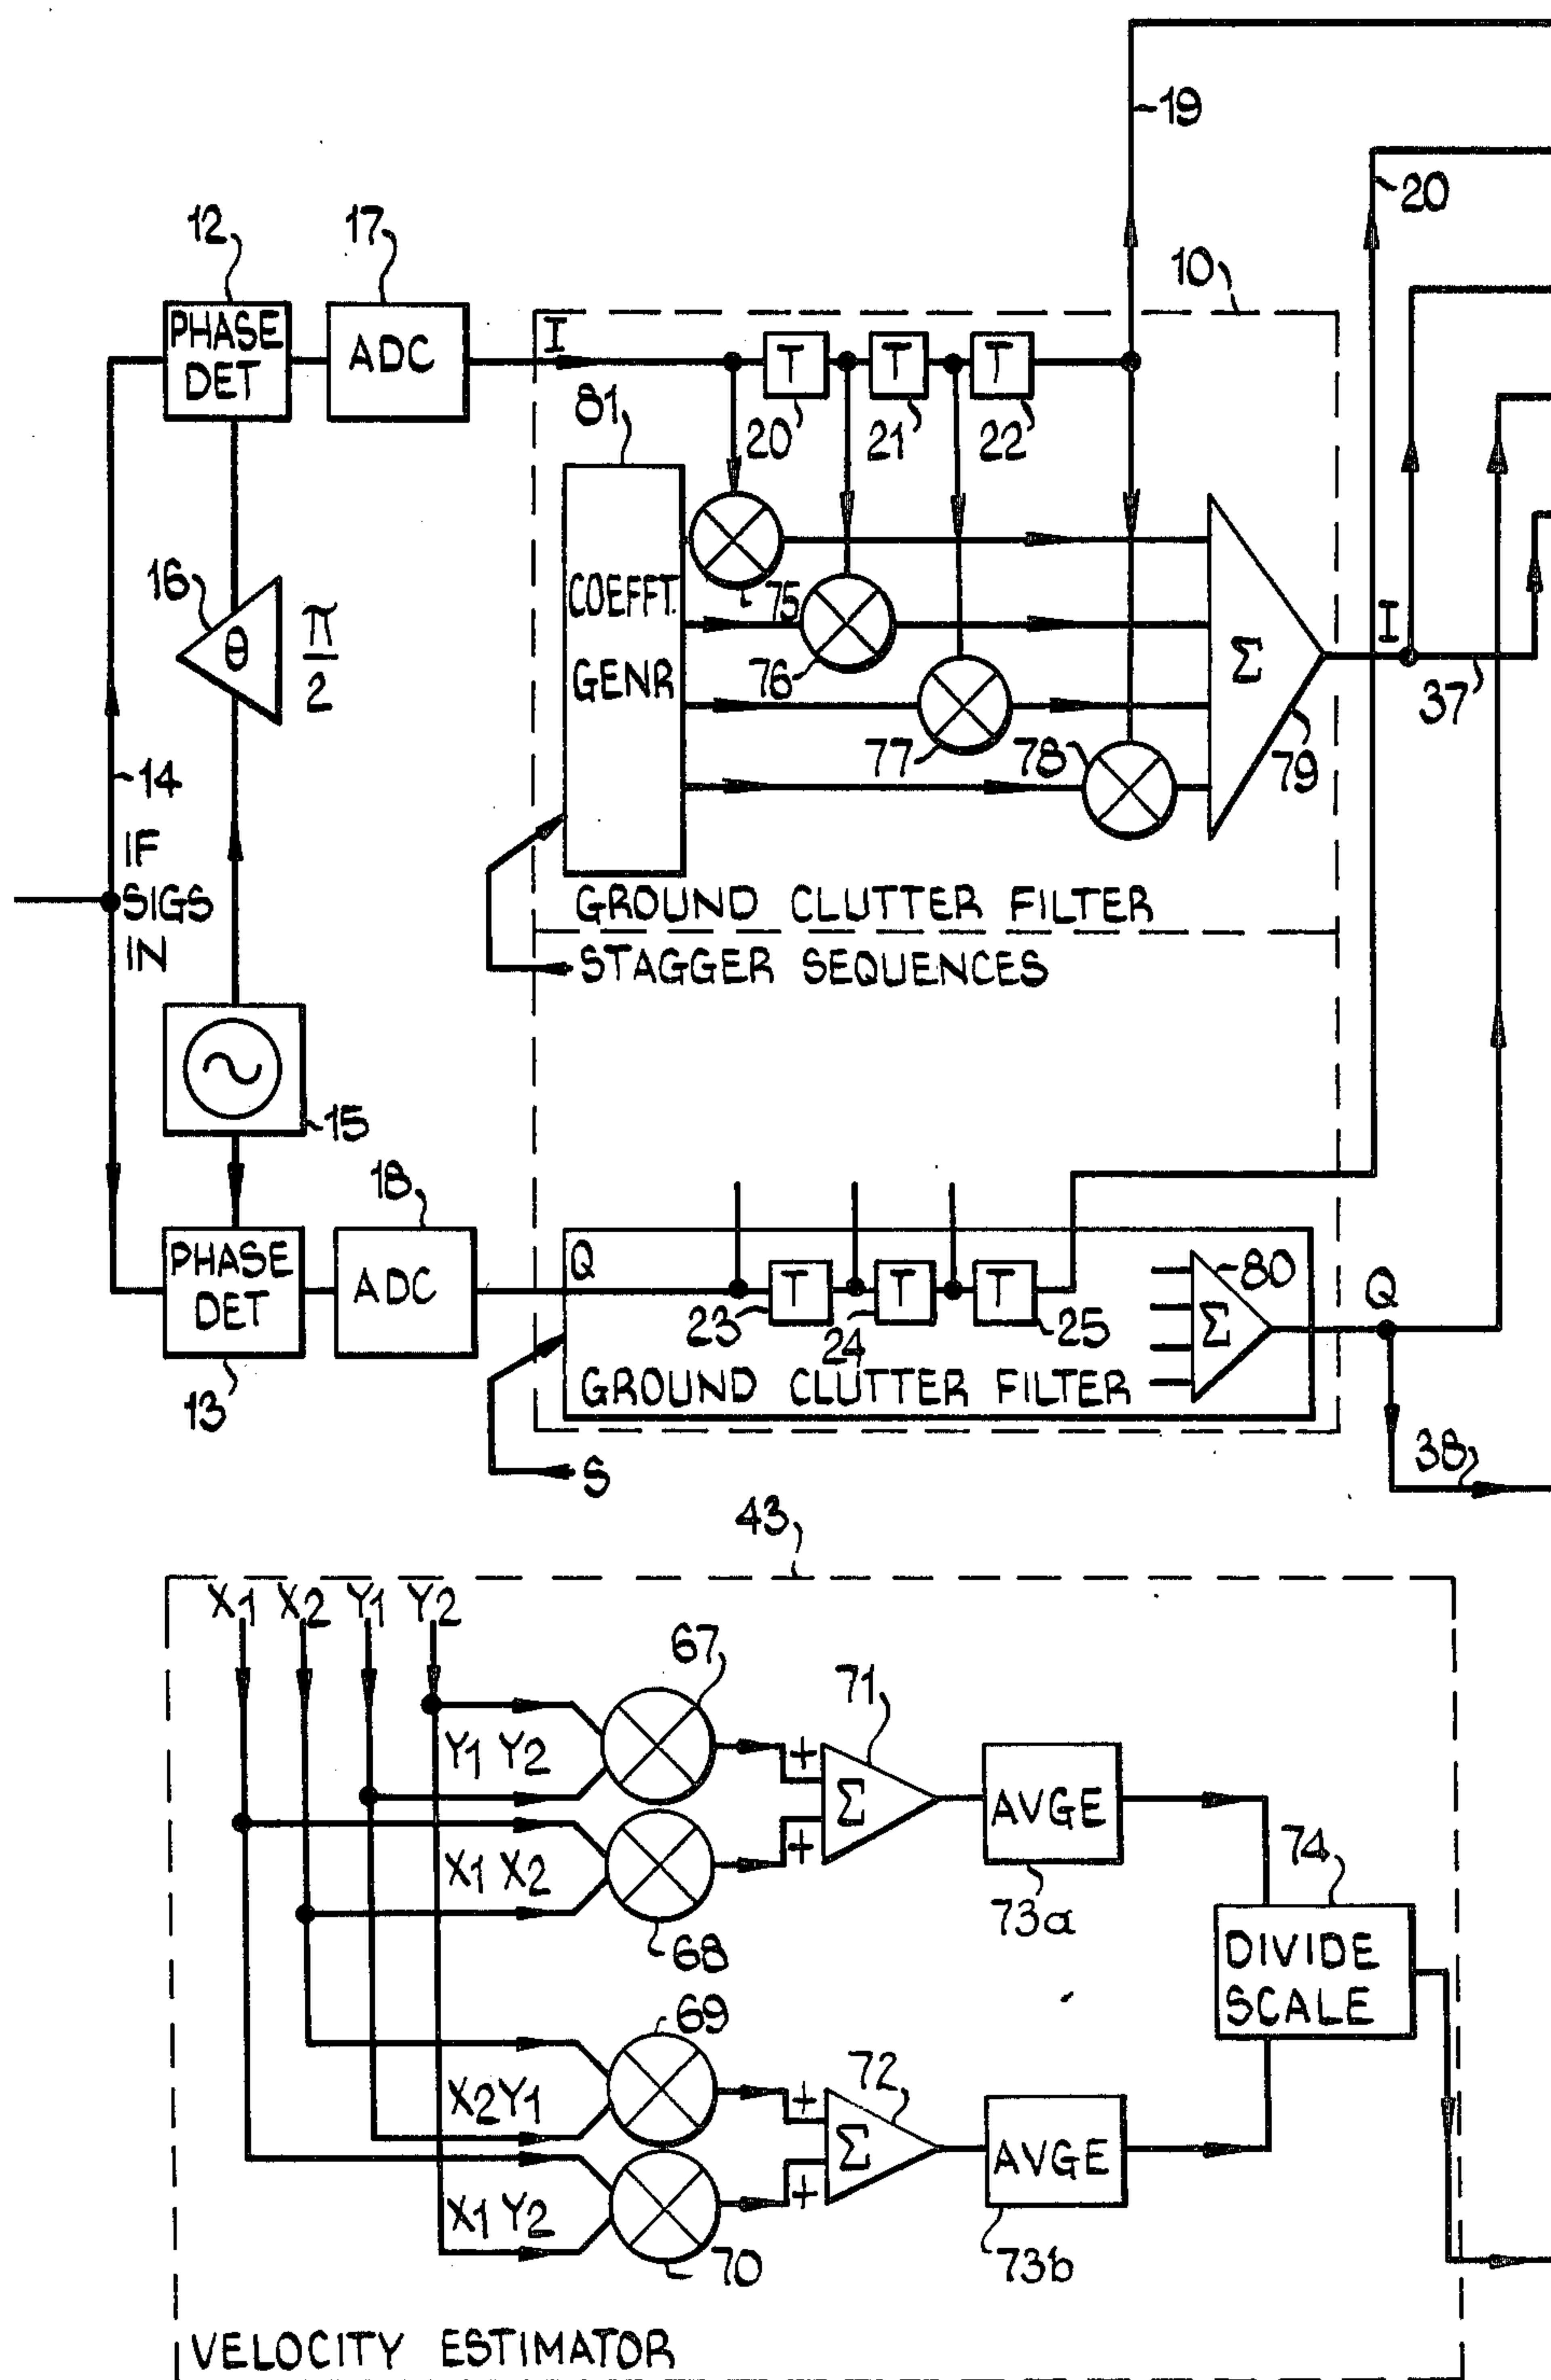 19
20
12
17
10
PHASE DET
ADC
I
T
T
T
81
20
21
22
16
θ
π
2
COEFFT.
GENR
75
76
77
78
Σ
79
I
37
14
IF
SIGS
IN
GROUND CLUTTER FILTER
STAGGER SEQUENCES
15
18
PHASE DET
ADC
Q
T
T
T
80
Σ
Q
23
24
25
GROUND CLUTTER FILTER
13
S
38
43
X1 X2 Y1 Y2
67
71
Y1 Y2
+
Σ
AVGE
+
X1 X2
73a
74
68
DIVIDE
SCALE
69
72
X2Y1
+
Σ
AVGE
+
X1 Y2
70
73b
VELOCITY ESTIMATOR